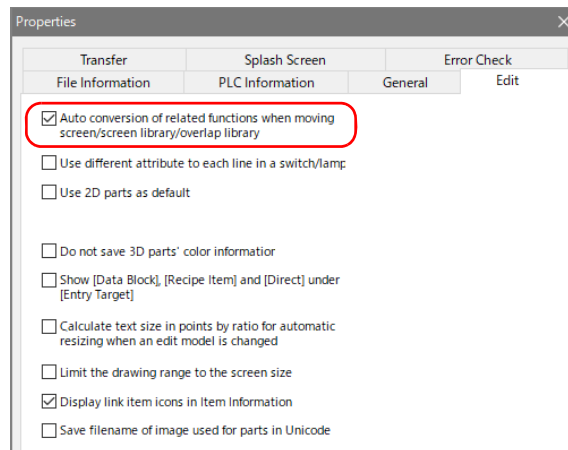 Properties
Transfer
Splash Screen
Error Check
File Information
PLC Information
General
Edit
Auto conversion of related functions when moving
screen/screen library/overlap library
Use different attribute to each line in a switch/lamp
Use 2D parts as default
Do not save 3D parts' color informatior
Show [Data Block], [Recipe Item] and [Direct] under
[Entry Target]
Calculate text size in points by ratio for automatic
resizing when an edit model is changed
Limit the drawing range to the screen size
Display link item icons in Item Information
Save filename of image used for parts in Unicode